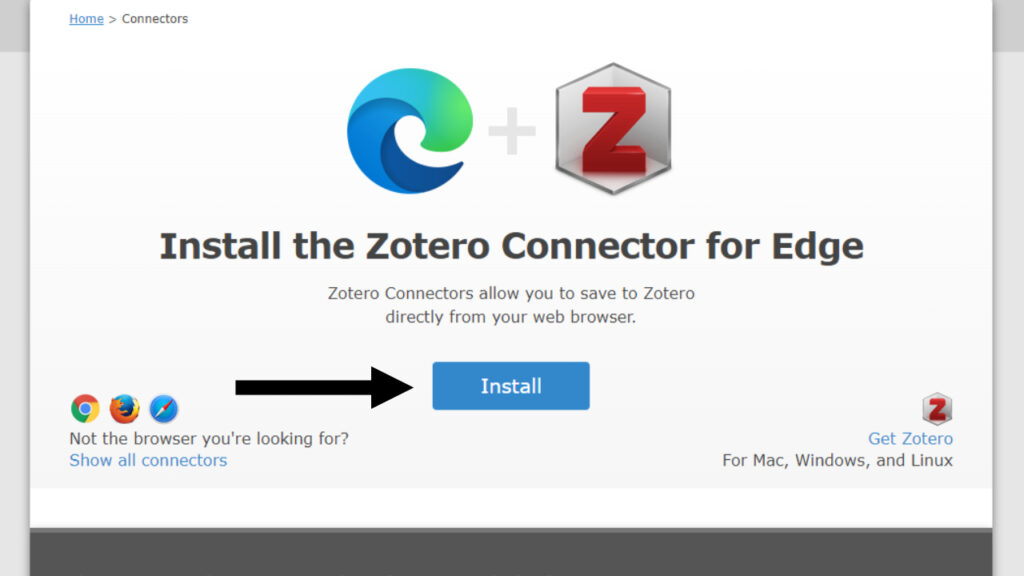 Home > Connectors
Z
Install the Zotero Connector for Edge
Zotero Connectors allow you to save to Zotero
directly from your web browser.
Install
Z
Not the browser you're looking for?
Get Zotero
Show all connectors
For Mac, Windows, and Linux